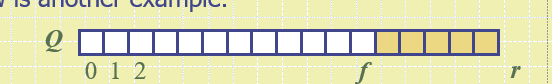 is another example.
Q
0 1 2 f r